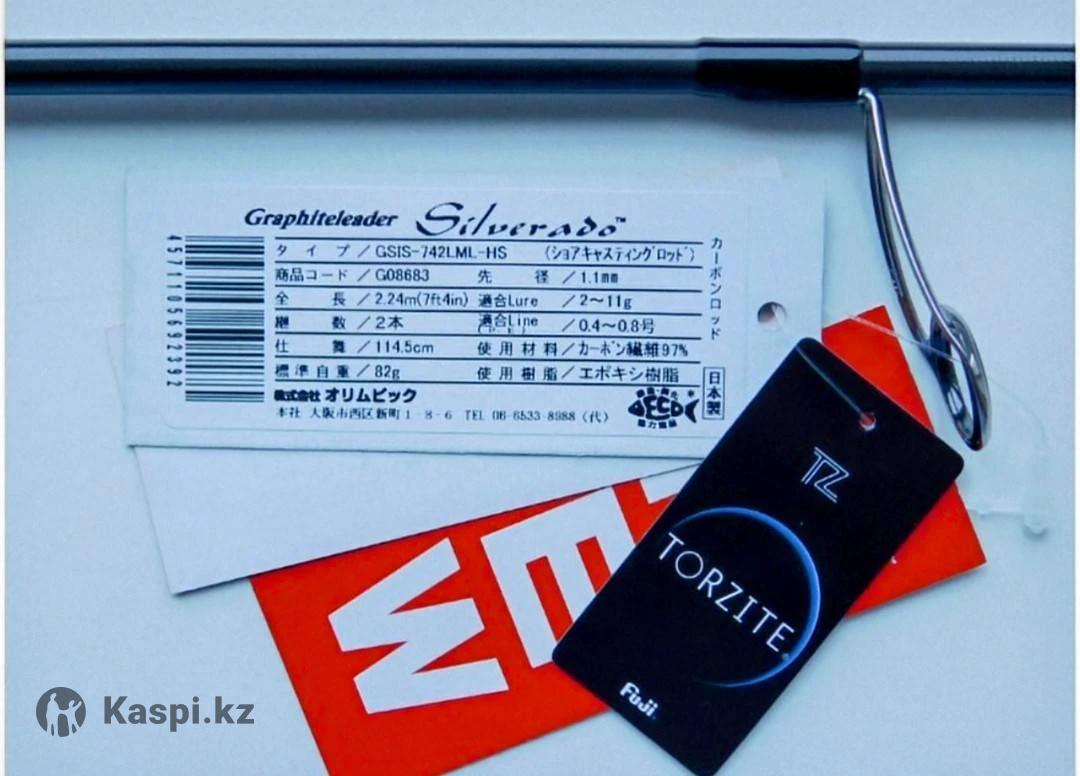 Graphiteleader Silverado™
タイプ／GSIS-742LML-HS （ショアキャスティングロッド）
商品コード／G08683 先径／1.1mm
全長／2.24m(7ft4in) 適合Lure／2～11g
継数／2本 適合Line(P.E.)／0.4～0.8号
仕舞／114.5cm 使用材料／カーボン繊維97%
標準自重／82g 使用樹脂／エポキシ樹脂
株式会社 オリムピック
本社 大阪市西区新町1-8-6 TEL 06-6533-8988（代）
カーボンロッド
日本製
ECO
4571105692392
TZ
TORZITE®
Fuji
WE
Kaspi.kz